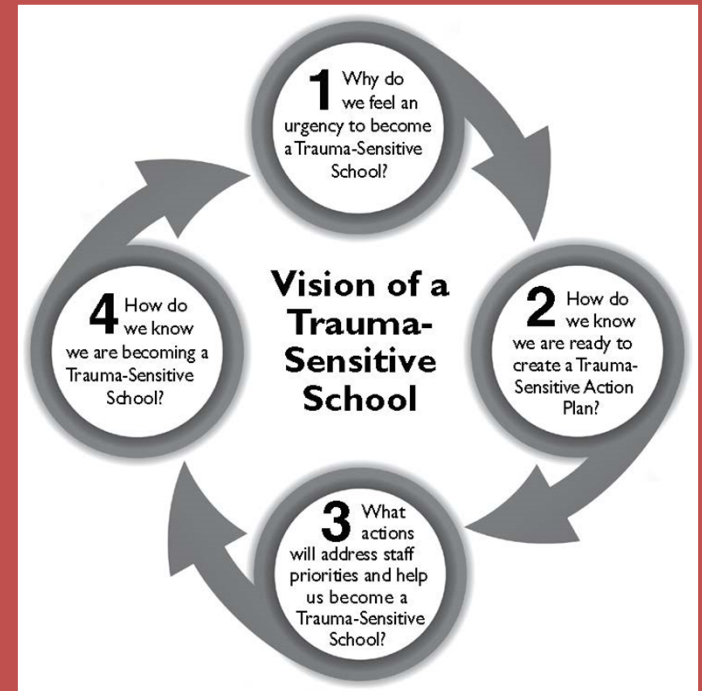 1 Why do
we feel an
urgency to become
a Trauma-Sensitive
School?
Vision of a
Trauma-
Sensitive
School
2 How do
we know
we are ready to
create a Trauma-
Sensitive Action
Plan?
3 What
actions
will address staff
priorities and help
us become a
Trauma-Sensitive
School?
4 How do
we know
we are becoming a
Trauma-Sensitive
School?